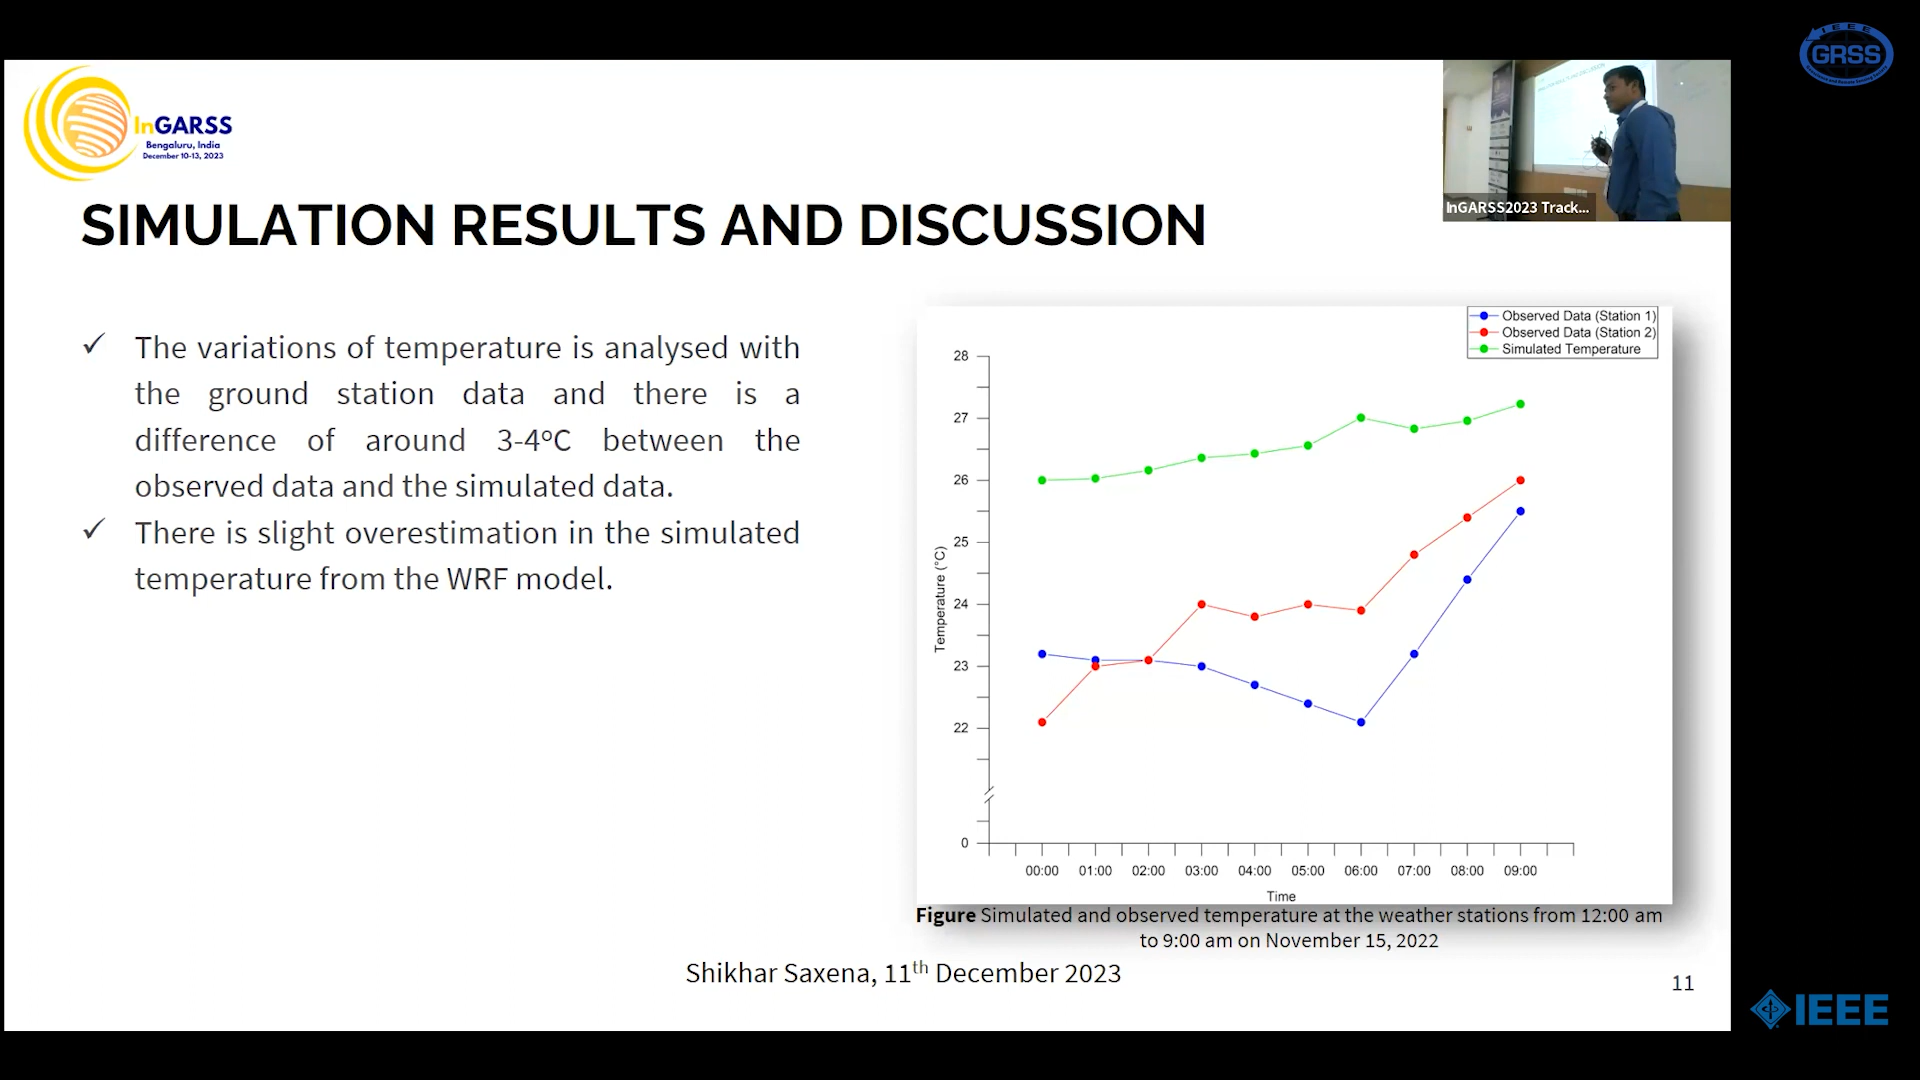 IEEE
GRSS
InGARSS
Bengaluru, India
December 10-13, 2023
InGARSS2023 Track...
SIMULATION RESULTS AND DISCUSSION
✓ The variations of temperature is analysed with
the ground station data and there is a
difference of around 3-4°C between the
observed data and the simulated data.
✓ There is slight overestimation in the simulated
temperature from the WRF model.
Observed Data (Station 1)
Observed Data (Station 2)
Simulated Temperature
28
27
26
25
24
23
22
0
Temperature (°C)
00:00 01:00 02:00 03:00 04:00 05:00 06:00 07:00 08:00 09:00
Time
Figure Simulated and observed temperature at the weather stations from 12:00 am
to 9:00 am on November 15, 2022
Shikhar Saxena, 11th December 2023
11
IEEE